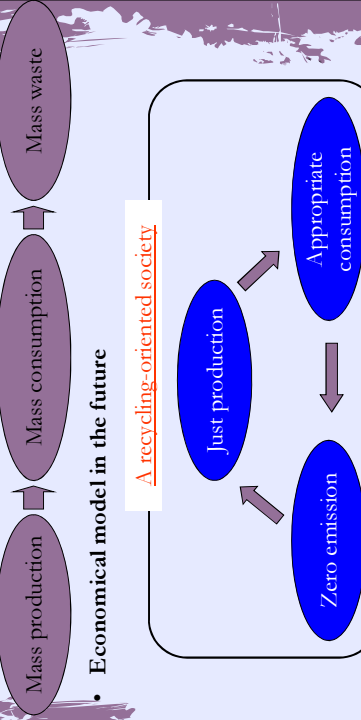 Mass production
Mass consumption
Mass waste
• Economical model in the future
A recycling-oriented society
Just production
Zero emission
Appropriate
consumption